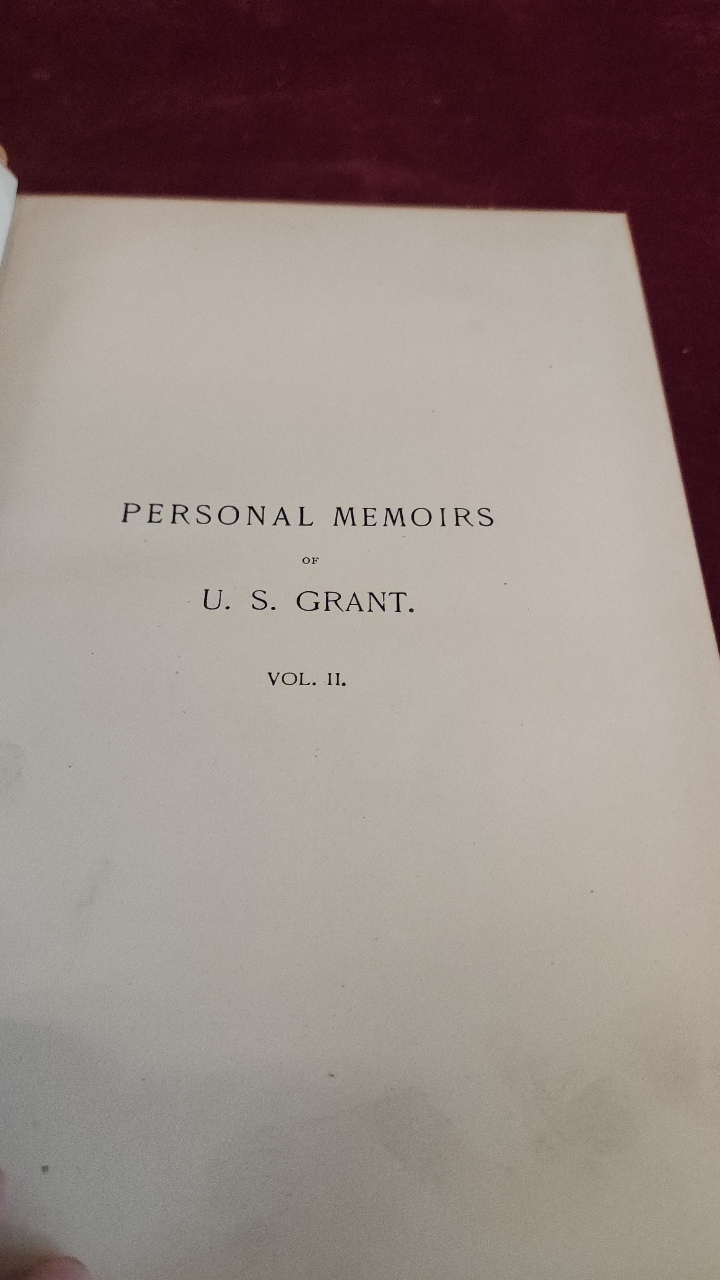 PERSONAL MEMOIRS
OF
U. S. GRANT.
VOL. II.